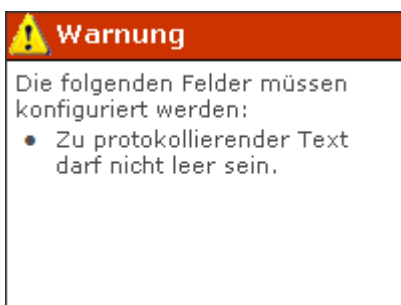 Warnung
Die folgenden Felder müssen
konfiguriert werden:
• Zu protokollierender Text
darf nicht leer sein.